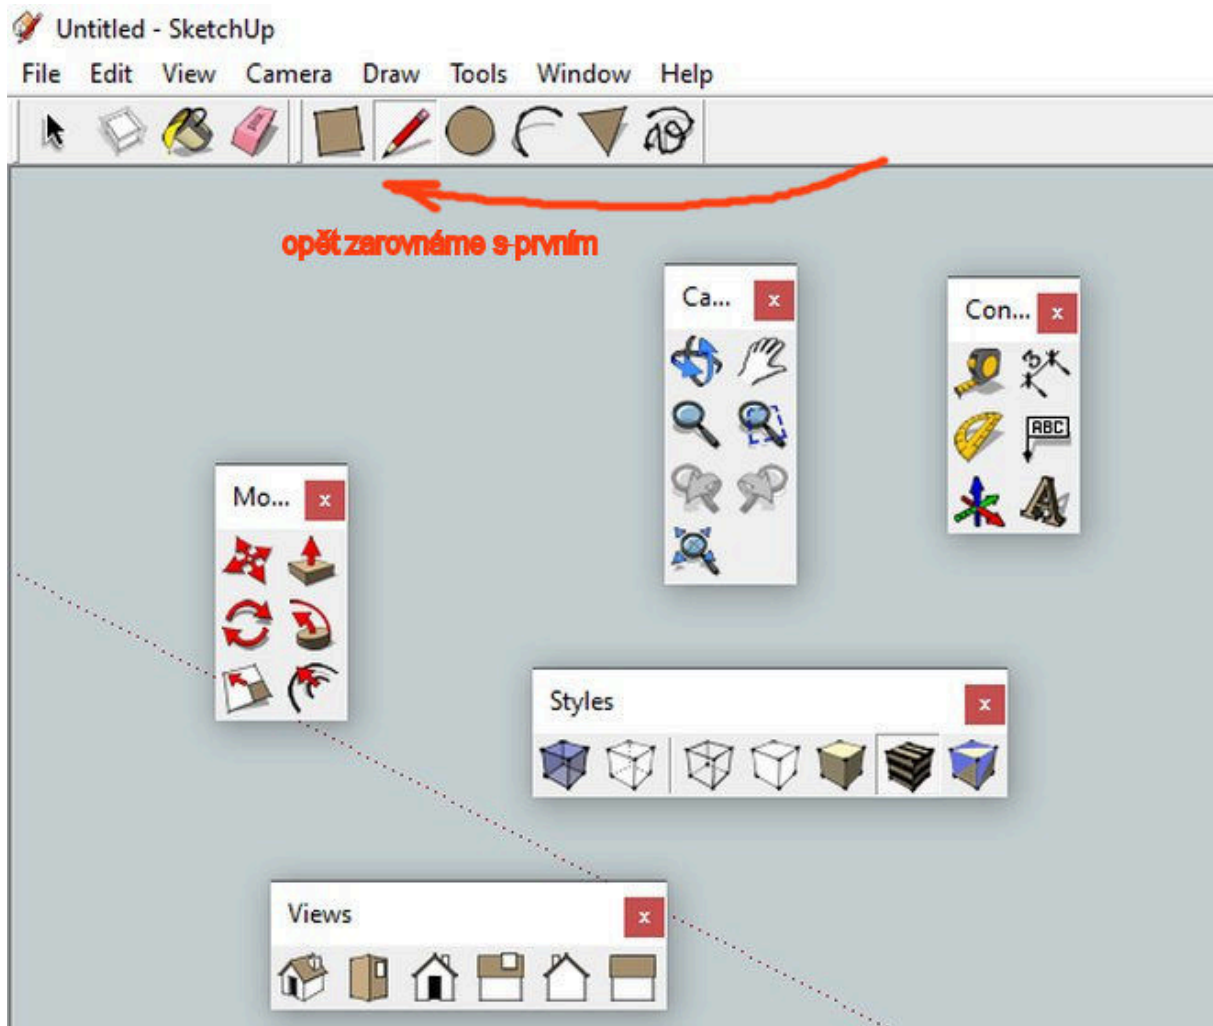 Untitled - SketchUp
File Edit View Camera Draw Tools Window Help
opět zarovnáme s prvním
Ca...
x
Con...
x
ABC
A
Mo...
x
Styles
x
Views
x